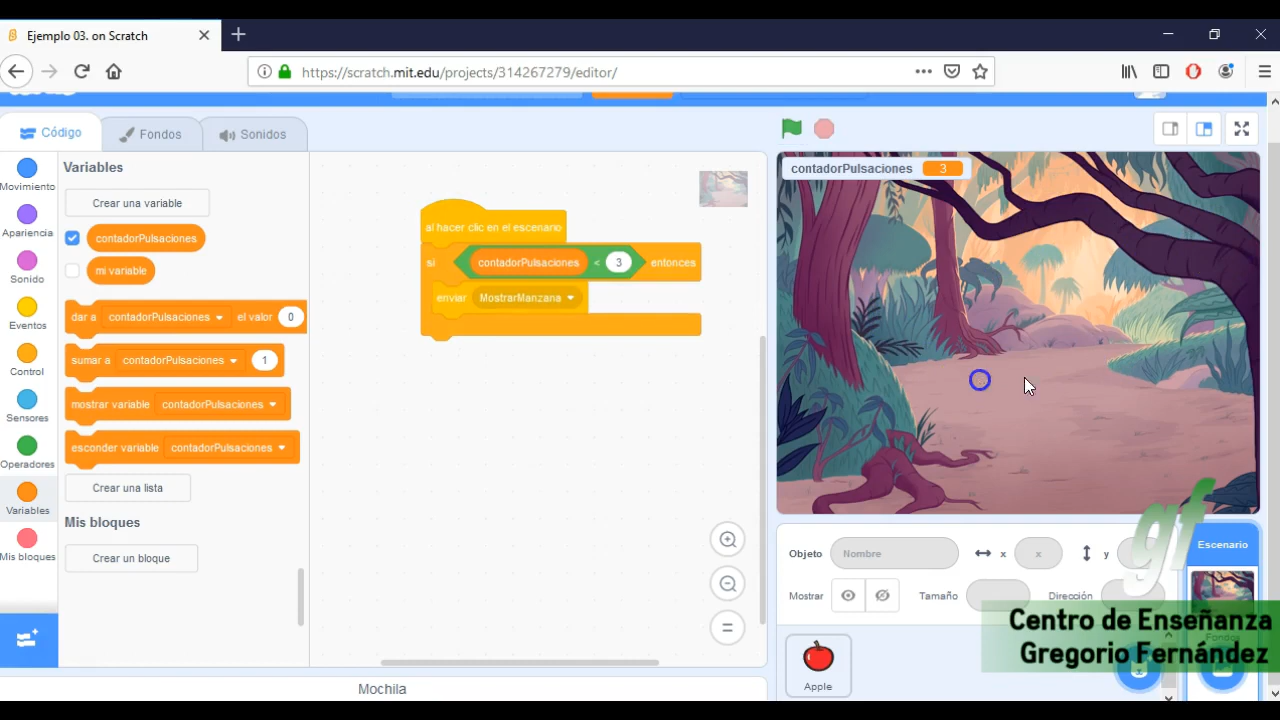 Ejemplo 03. on Scratch
https://scratch.mit.edu/projects/314267279/editor/
Código
Fondos
Sonidos
Movimiento
Apariencia
Sonido
Eventos
Control
Sensores
Operadores
Variables
Mis bloques
Variables
Crear una variable
contadorPulsaciones
mi variable
dar a contadorPulsaciones el valor 0
sumar a contadorPulsaciones 1
mostrar variable contadorPulsaciones
esconder variable contadorPulsaciones
Crear una lista
Mis bloques
Crear un bloque
al hacer clic en el escenario
si contadorPulsaciones < 3 entonces
enviar MostrarManzana
Mochila
contadorPulsaciones 3
Objeto Nombre x x y
Mostrar Tamaño Dirección
Apple
Escenario
Fondos
gf
Centro de Enseñanza
Gregorio Fernández